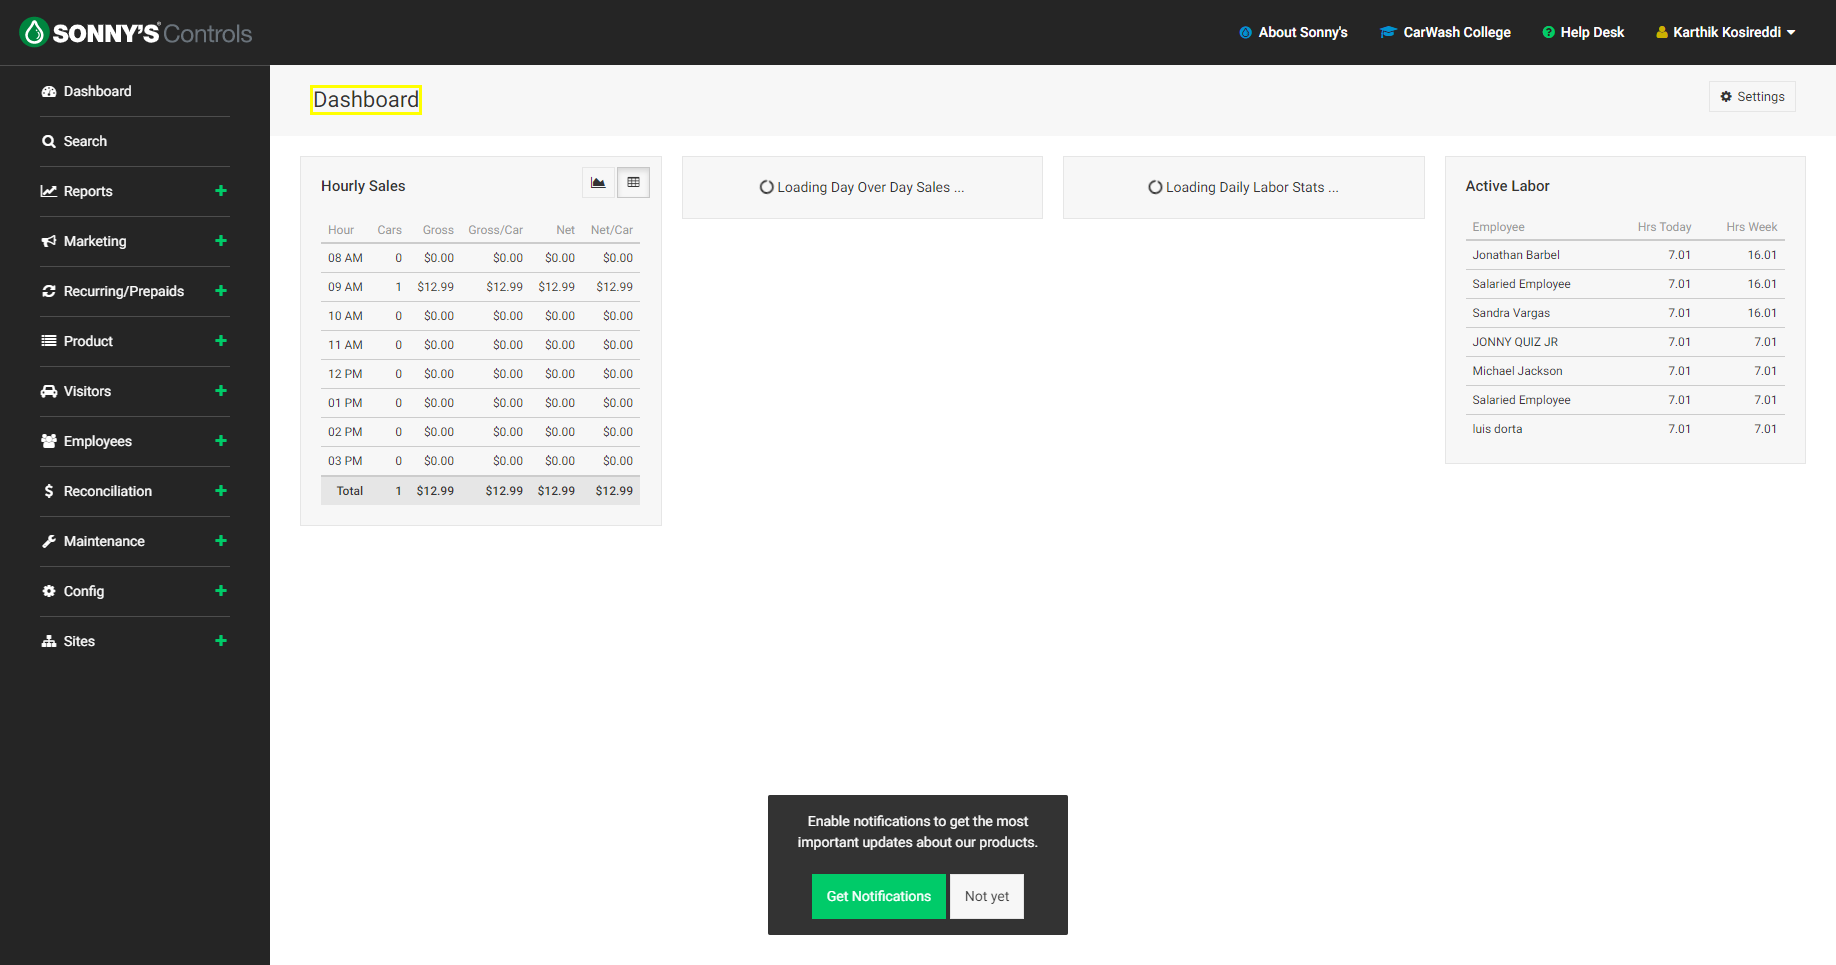 SONNY'S Controls
About Sonny's
CarWash College
Help Desk
Karthik Kosireddi
Dashboard
Search
Reports
Marketing
Recurring/Prepaids
Product
Visitors
Employees
Reconciliation
Maintenance
Config
Sites
Dashboard
Settings
Hourly Sales
Hour Cars Gross Gross/Car Net Net/Car
08 AM 0 $0.00 $0.00 $0.00 $0.00
09 AM 1 $12.99 $12.99 $12.99 $12.99
10 AM 0 $0.00 $0.00 $0.00 $0.00
11 AM 0 $0.00 $0.00 $0.00 $0.00
12 PM 0 $0.00 $0.00 $0.00 $0.00
01 PM 0 $0.00 $0.00 $0.00 $0.00
02 PM 0 $0.00 $0.00 $0.00 $0.00
03 PM 0 $0.00 $0.00 $0.00 $0.00
Total 1 $12.99 $12.99 $12.99 $12.99
Loading Day Over Day Sales ...
Loading Daily Labor Stats ...
Active Labor
Employee Hrs Today Hrs Week
Jonathan Barbel 7.01 16.01
Salaried Employee 7.01 16.01
Sandra Vargas 7.01 16.01
JONNY QUIZ JR 7.01 7.01
Michael Jackson 7.01 7.01
Salaried Employee 7.01 7.01
luis dorta 7.01 7.01
Enable notifications to get the most
important updates about our products.
Get Notifications
Not yet